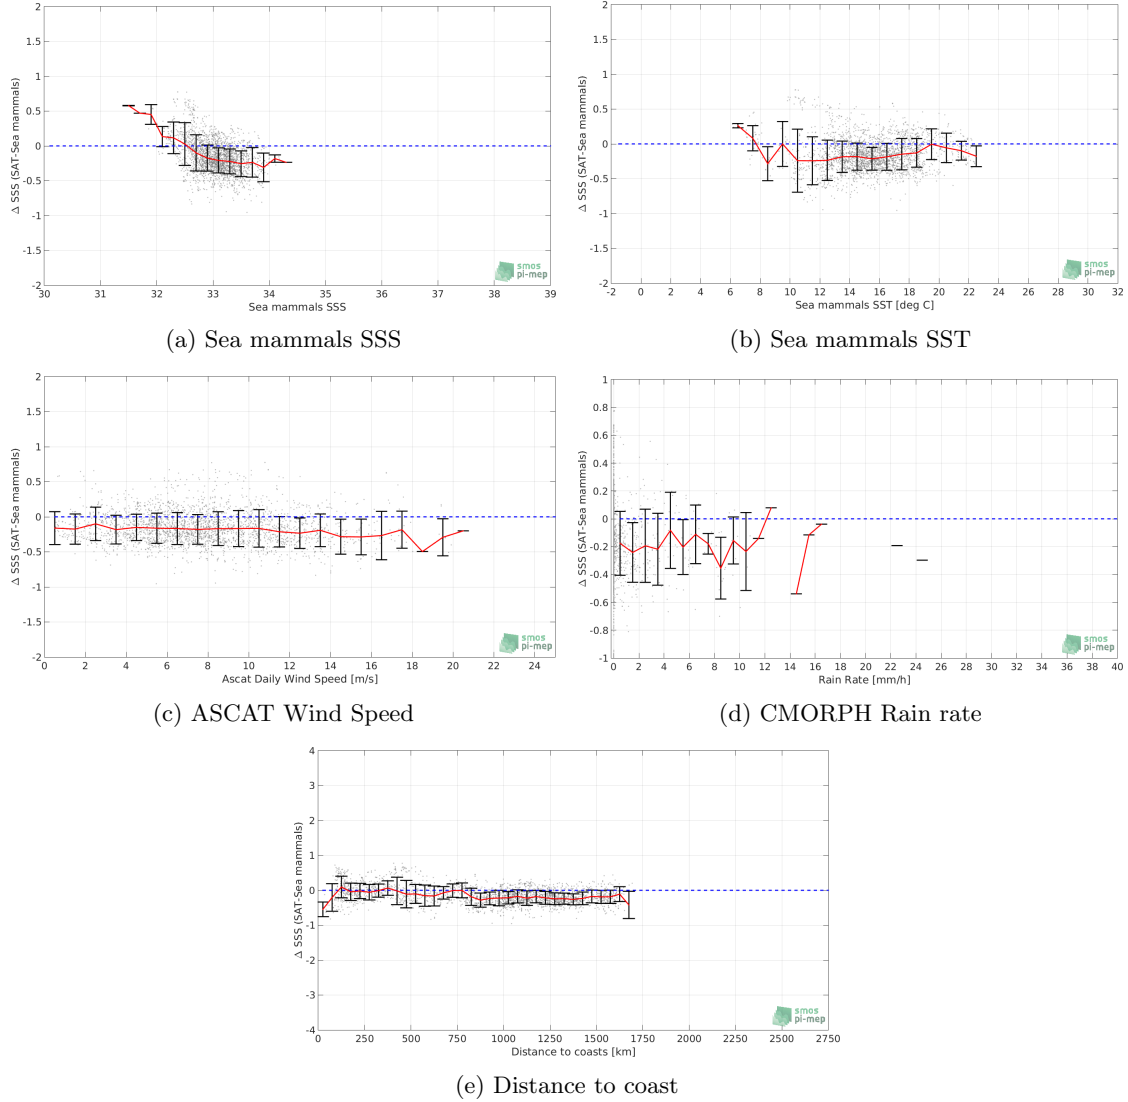 2
1.5
1
0.5
0
-0.5
-1
-1.5
-2
Δ SSS (SAT-Sea mammals)
30 31 32 33 34 35 36 37 38 39
Sea mammals SSS
smos
pi-mep
(a) Sea mammals SSS
2
1.5
1
0.5
0
-0.5
-1
-1.5
-2
Δ SSS (SAT-Sea mammals)
-2 0 2 4 6 8 10 12 14 16 18 20 22 24 26 28 30 32
Sea mammals SST [deg C]
smos
pi-mep
(b) Sea mammals SST
2
1.5
1
0.5
0
-0.5
-1
-1.5
-2
Δ SSS (SAT-Sea mammals)
0 2 4 6 8 10 12 14 16 18 20 22 24
Ascat Daily Wind Speed [m/s]
smos
pi-mep
(c) ASCAT Wind Speed
1
0.8
0.6
0.4
0.2
0
-0.2
-0.4
-0.6
-0.8
-1
Δ SSS (SAT-Sea mammals)
0 2 4 6 8 10 12 14 16 18 20 22 24 26 28 30 32 34 36 38 40
Rain Rate [mm/h]
smos
pi-mep
(d) CMORPH Rain rate
4
3
2
1
0
-1
-2
-3
-4
Δ SSS (SAT-Sea mammals)
0 250 500 750 1000 1250 1500 1750 2000 2250 2500 2750
Distance to coasts [km]
smos
pi-mep
(e) Distance to coast